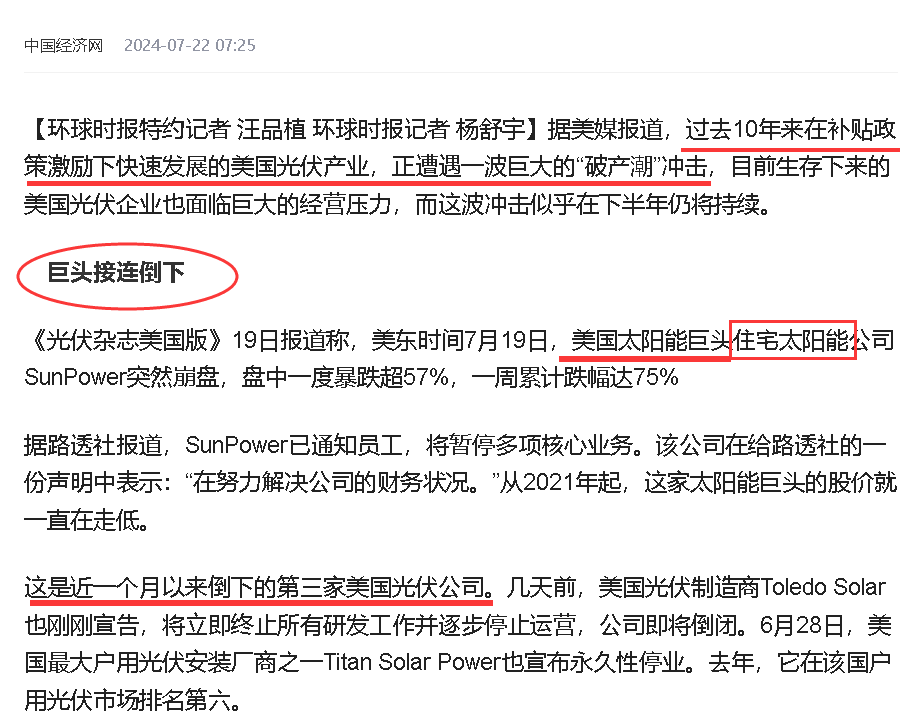 中国经济网 2024-07-22 07:25
【环球时报特约记者 汪品植 环球时报记者 杨舒宇】据美媒报道，过去10年来在补贴政
策激励下快速发展的美国光伏产业，正遭遇一波巨大的“破产潮”冲击，目前生存下来的
美国光伏企业也面临巨大的经营压力，而这波冲击似乎在下半年仍将持续。
巨头接连倒下
《光伏杂志美国版》19日报道称，美东时间7月19日，美国太阳能巨头住宅太阳能公司
SunPower突然崩盘，盘中一度暴跌超57%，一周累计跌幅达75%
据路透社报道，SunPower已通知员工，将暂停多项核心业务。该公司在给路透社的一
份声明中表示：“在努力解决公司的财务状况。”从2021年起，这家太阳能巨头的股价就
一直在走低。
这是近一个月以来倒下的第三家美国光伏公司。几天前，美国光伏制造商Toledo Solar
也刚刚宣告，将立即终止所有研发工作并逐步停止运营，公司即将倒闭。6月28日，美
国最大户用光伏安装厂商之一Titan Solar Power也宣布永久性停业。去年，它在该国户
用光伏市场排名第六。